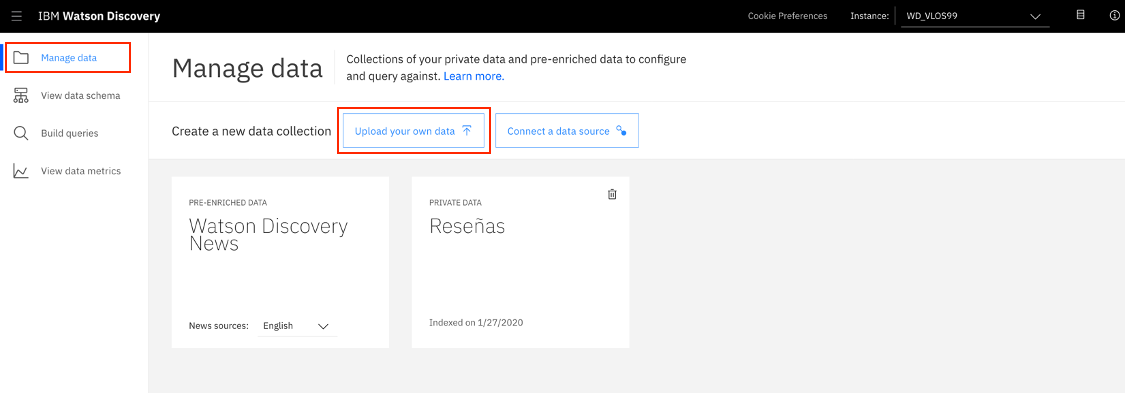 IBM Watson Discovery
Cookie Preferences
Instance:
WD_VLOS99
Manage data
View data schema
Build queries
View data metrics
Manage data
Collections of your private data and pre-enriched data to configure
and query against. Learn more.
Create a new data collection
Upload your own data
Connect a data source
PRE-ENRICHED DATA
Watson Discovery
News
News sources:
English
PRIVATE DATA
Reseñas
Indexed on 1/27/2020